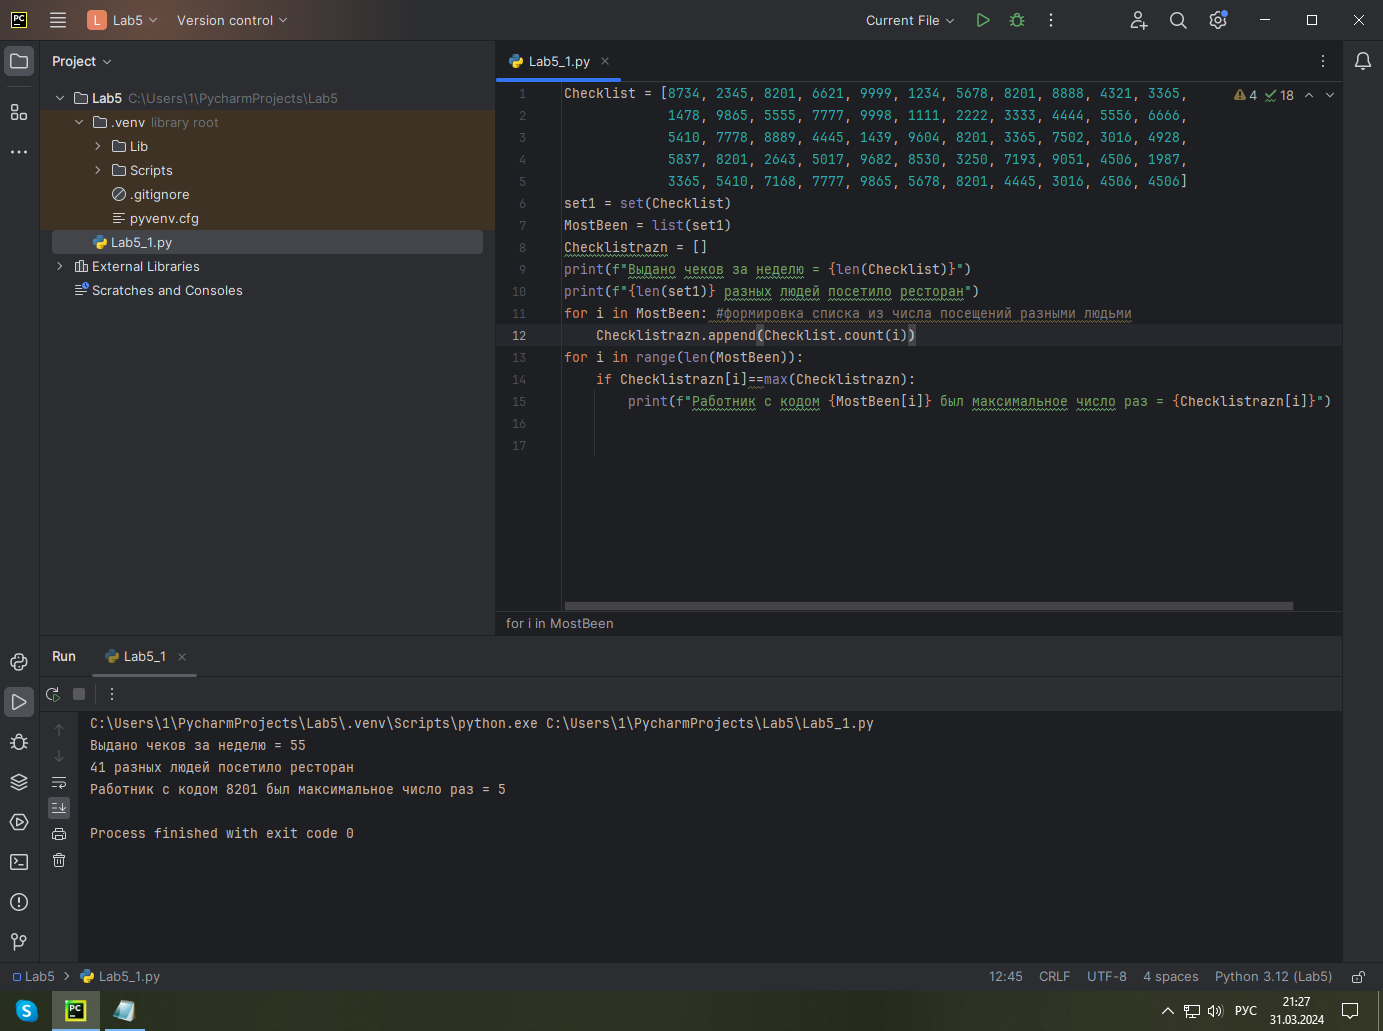 PC L Lab5 Version control Current File
Project
Lab5_1.py
Lab5 C:\Users\1\PycharmProjects\Lab5
.venv library root
Lib
Scripts
.gitignore
pyvenv.cfg
Lab5_1.py
External Libraries
Scratches and Consoles
4 18
1 Checklist = [8734, 2345, 8201, 6621, 9999, 1234, 5678, 8201, 8888, 4321, 3365,
2 1478, 9865, 5555, 7777, 9998, 1111, 2222, 3333, 4444, 5556, 6666,
3 5410, 7778, 8889, 4445, 1439, 9604, 8201, 3365, 7502, 3016, 4928,
4 5837, 8201, 2643, 5017, 9682, 8530, 3250, 7193, 9051, 4506, 1987,
5 3365, 5410, 7168, 7777, 9865, 5678, 8201, 4445, 3016, 4506, 4506]
6 set1 = set(Checklist)
7 MostBeen = list(set1)
8 Checklistrazn = []
9 print(f"Выдано чеков за неделю = {len(Checklist)}")
10 print(f"{len(set1)} разных людей посетило ресторан")
11 for i in MostBeen: #формировка списка из числа посещений разными людьми
12 Checklistrazn.append(Checklist.count(i))
13 for i in range(len(MostBeen)):
14 if Checklistrazn[i]==max(Checklistrazn):
15 print(f"Работник с кодом {MostBeen[i]} был максимальное число раз = {Checklistrazn[i]}")
16
17
for i in MostBeen
Run Lab5_1
C:\Users\1\PycharmProjects\Lab5\.venv\Scripts\python.exe C:\Users\1\PycharmProjects\Lab5\Lab5_1.py
Выдано чеков за неделю = 55
41 разных людей посетило ресторан
Работник с кодом 8201 был максимальное число раз = 5
Process finished with exit code 0
Lab5 Lab5_1.py 12:45 CRLF UTF-8 4 spaces Python 3.12 (Lab5)
S PC РУС 21:27
31.03.2024